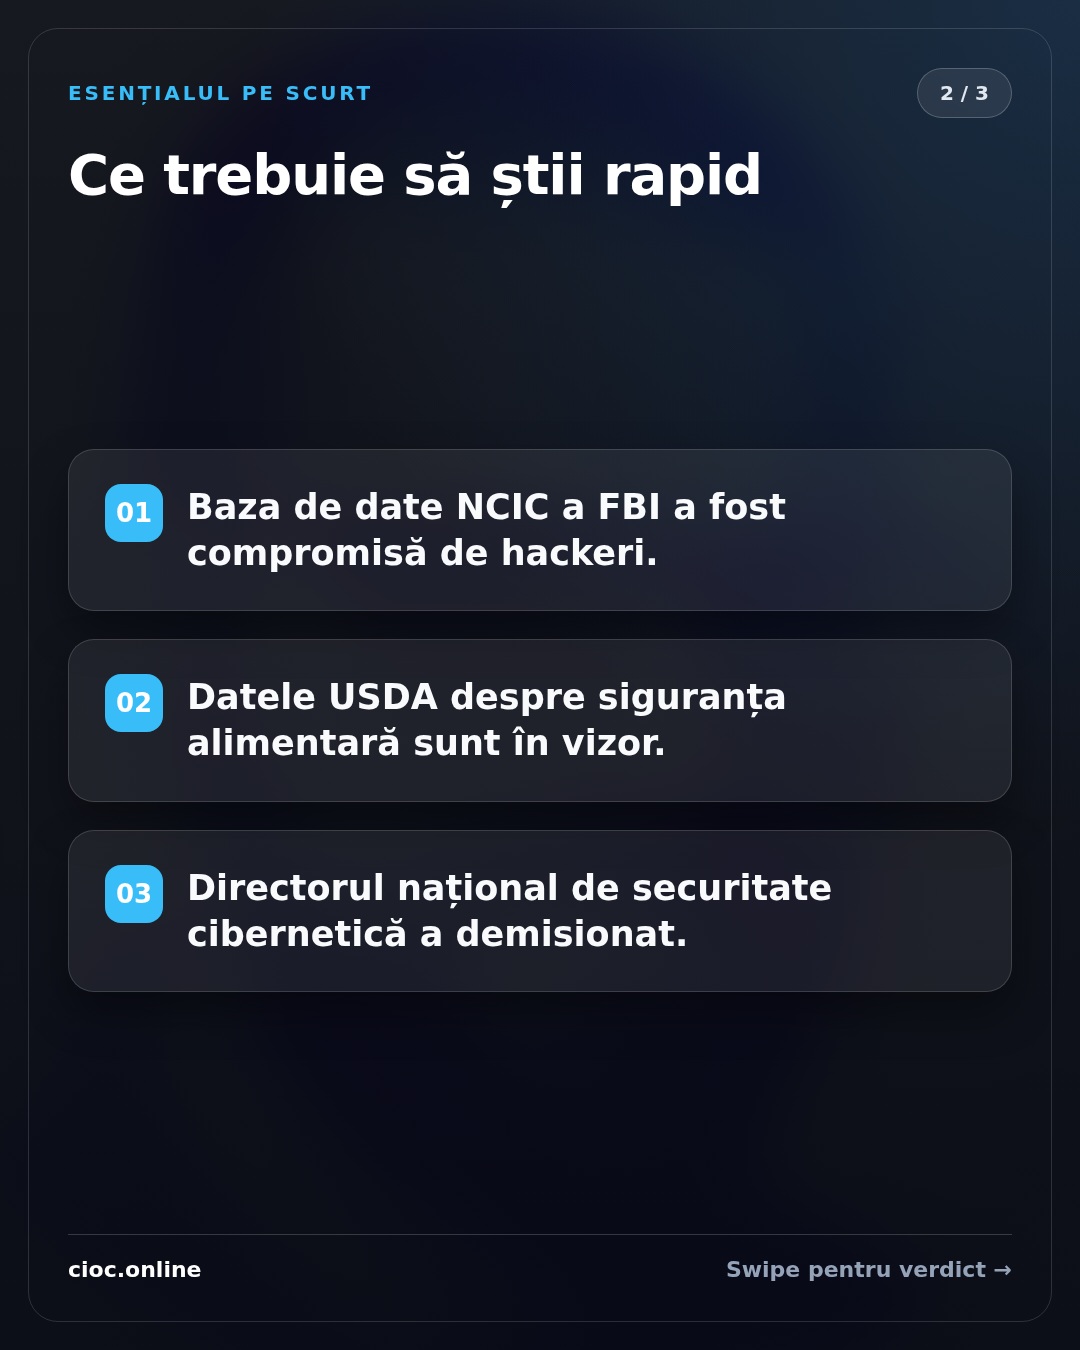 ESENȚIALUL PE SCURT
2 / 3
Ce trebuie să știi rapid
01
Baza de date NCIC a FBI a fost
compromisă de hackeri.
02
Datele USDA despre siguranța
alimentară sunt în vizor.
03
Directorul național de securitate
cibernetică a demisionat.
cioc.online
Swipe pentru verdict →